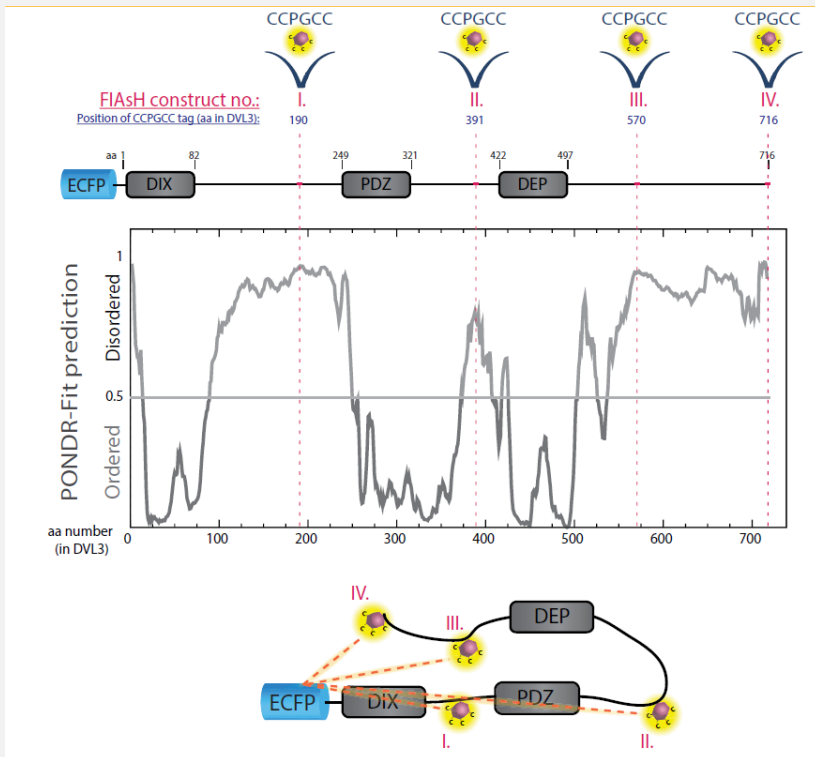 CCPGCC CCPGCC CCPGCC CCPGCC
C C C C C C C C C C C C C C C C
FlAsH construct no.: I. II. III. IV.
Position of CCPGCC tag (aa in DVL3): 190 391 570 716
aa 1 82 249 321 422 497 716
ECFP DIX PDZ DEP
PONDR-Fit prediction
Disordered
Ordered
1
0.5
0
aa number 0 100 200 300 400 500 600 700
(in DVL3)
IV.
C C C C
III.
C C C C
DEP
ECFP DIX PDZ
C C C C
C C C C
I. II.